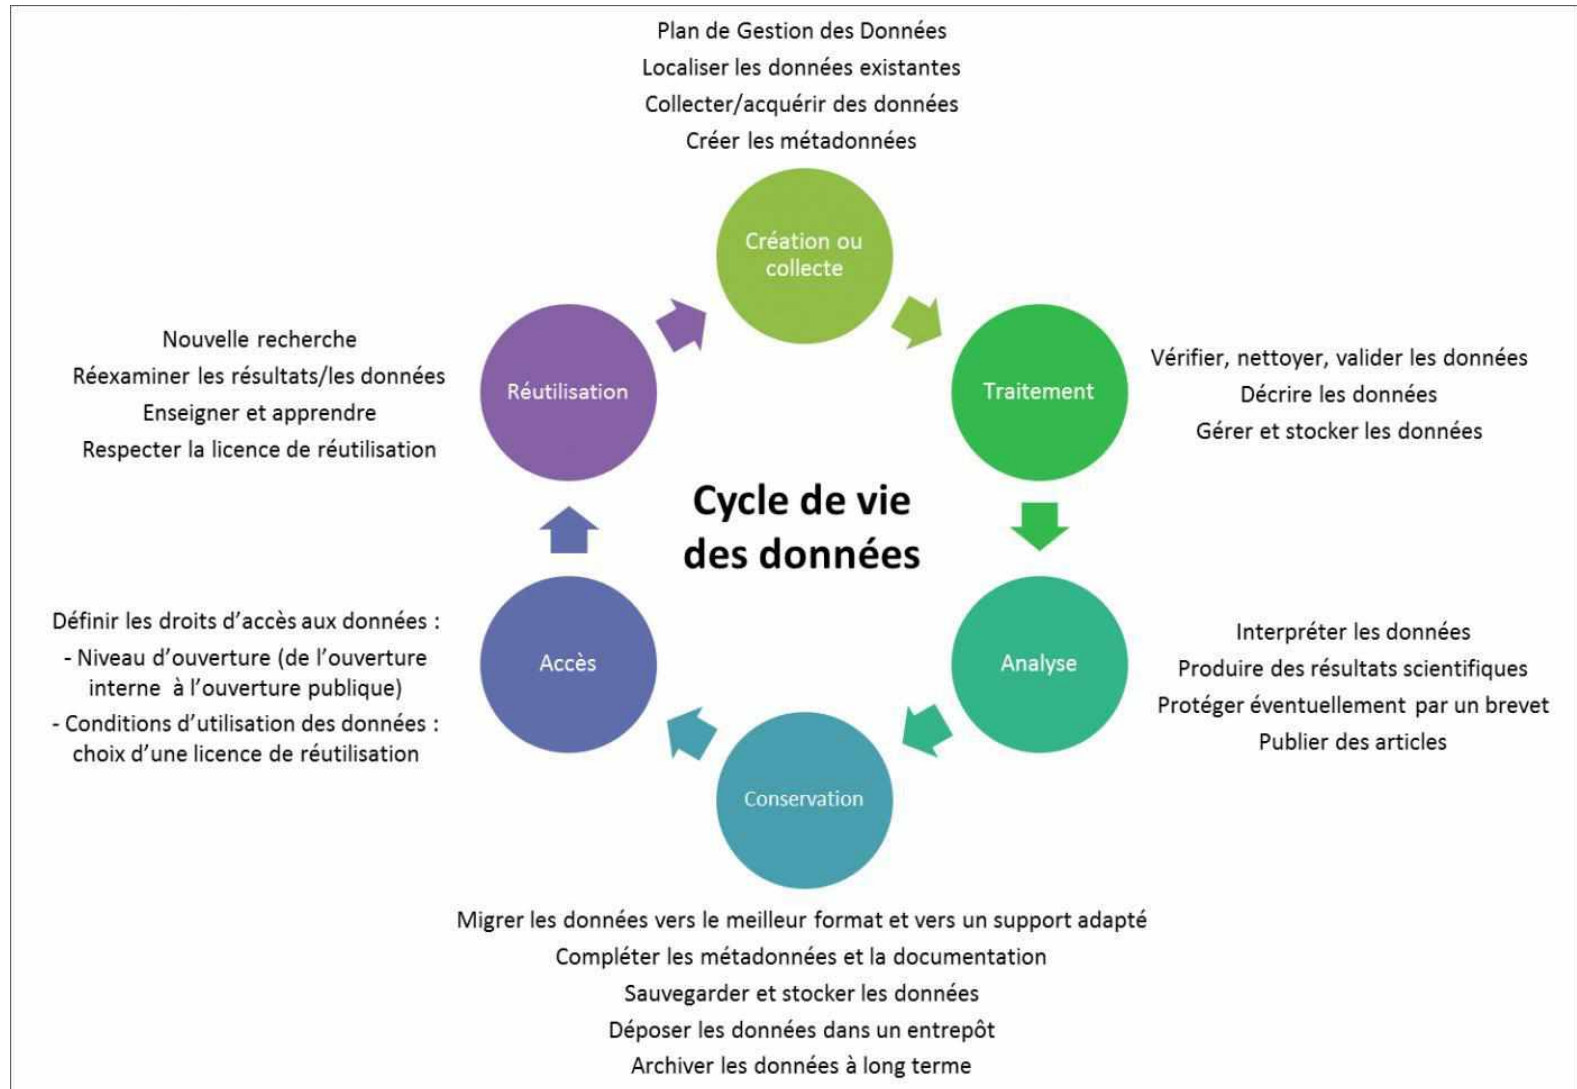 Plan de Gestion des Données
Localiser les données existantes
Collecter/acquérir des données
Créer les métadonnées
Création ou
collecte
Traitement
Vérifier, nettoyer, valider les données
Décrire les données
Gérer et stocker les données
Analyse
Interpréter les données
Produire des résultats scientifiques
Protéger éventuellement par un brevet
Publier des articles
Conservation
Migrer les données vers le meilleur format et vers un support adapté
Compléter les métadonnées et la documentation
Sauvegarder et stocker les données
Déposer les données dans un entrepôt
Archiver les données à long terme
Accès
Définir les droits d'accès aux données :
- Niveau d'ouverture (de l'ouverture
interne à l'ouverture publique)
- Conditions d'utilisation des données :
choix d'une licence de réutilisation
Réutilisation
Nouvelle recherche
Réexaminer les résultats/les données
Enseigner et apprendre
Respecter la licence de réutilisation
Cycle de vie
des données